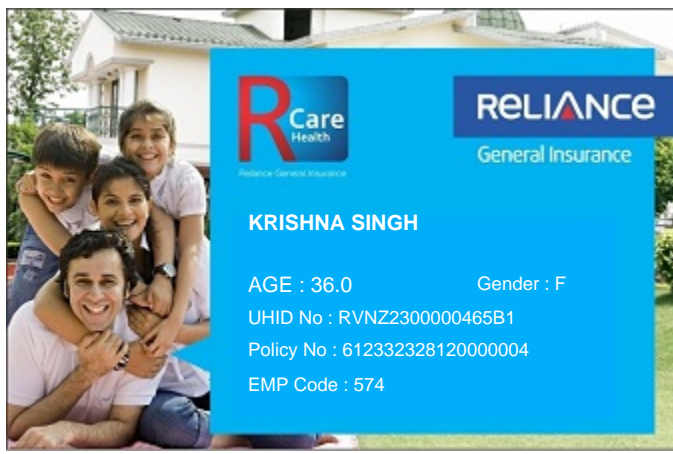 R Care
Health
Reliance General Insurance
RELIANCE
General Insurance
KRISHNA SINGH
AGE : 36.0 Gender : F
UHID No : RVNZ2300000465B1
Policy No : 612332328120000004
EMP Code : 574